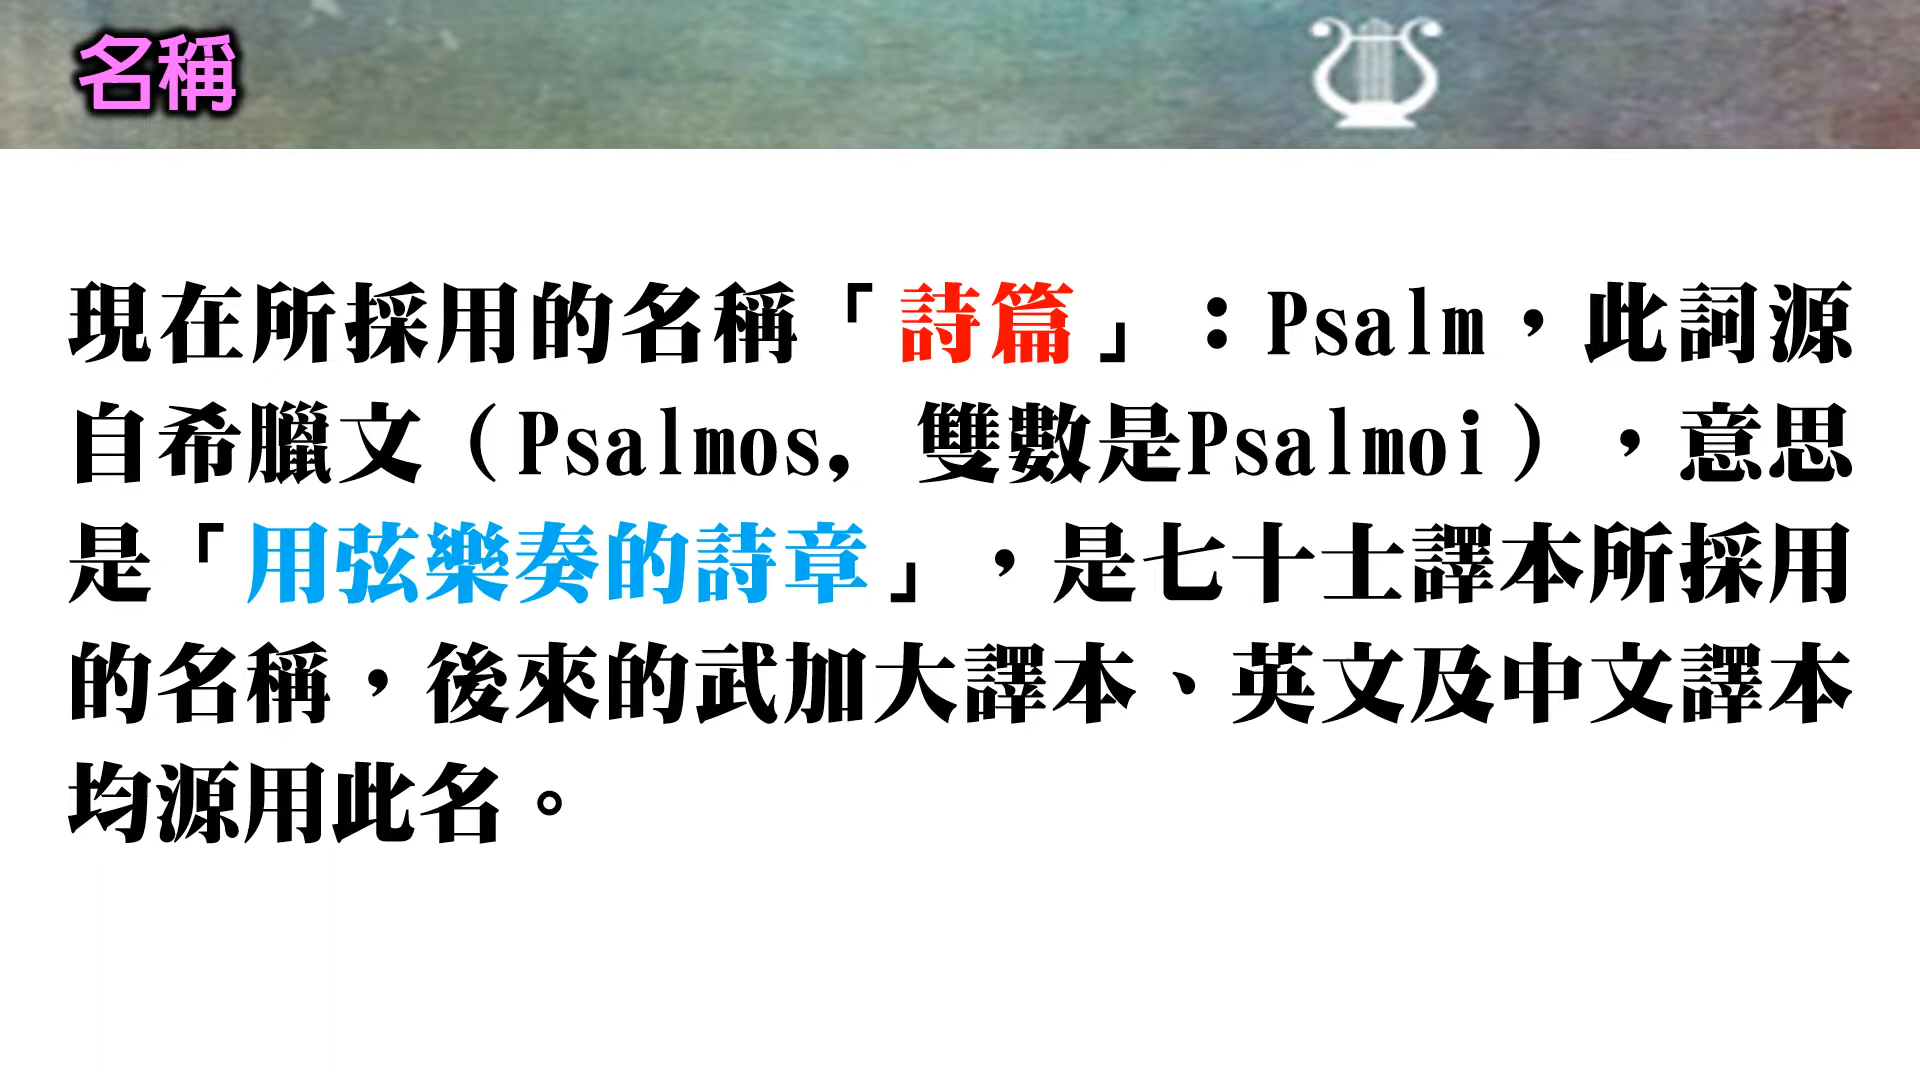 名稱
現在所採用的名稱「詩篇」：Psalm，此詞源
自希臘文（Psalmos, 雙數是Psalmoi），意思
是「用弦樂奏的詩章」，是七十士譯本所採用
的名稱，後來的武加大譯本、英文及中文譯本
均源用此名。